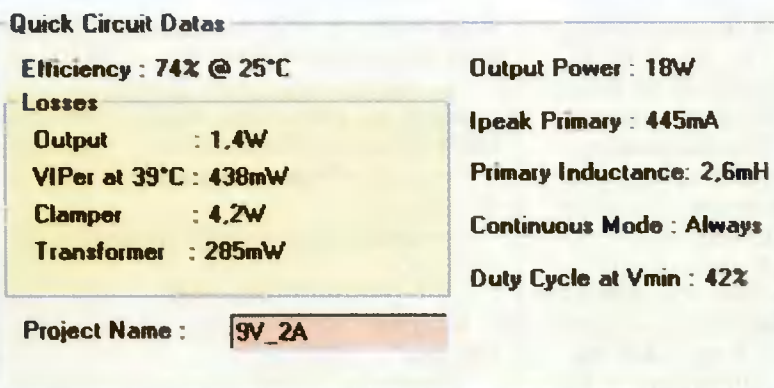 Quick Circuit Datas
Efficiency : 74% @ 25°C
Losses
Output : 1,4W
VIPer at 39°C : 438mW
Clamper : 4,2W
Transformer : 285mW
Output Power : 18W
Ipeak Primary : 445mA
Primary Inductance: 2,6mH
Continuous Mode : Always
Duty Cycle at Vmin : 42%
Project Name : 9V_2A